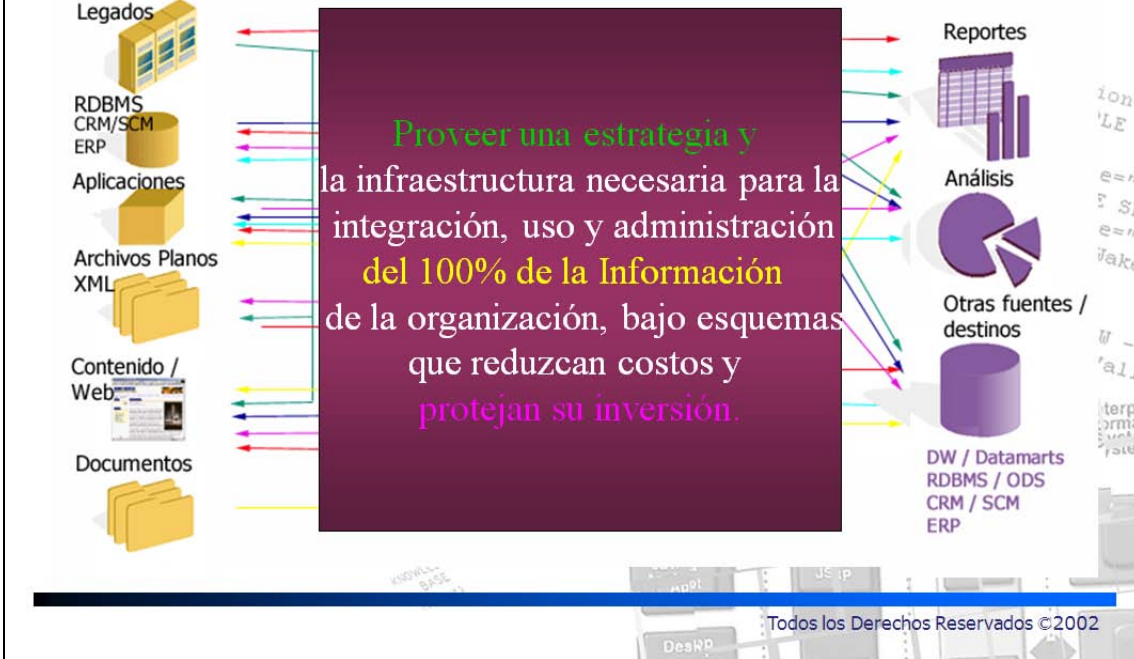 Legados
RDBMS
CRM/SCM
ERP
Aplicaciones
Archivos Planos
XML
Contenido /
Web
Documentos
Proveer una estrategia y
la infraestructura necesaria para la
integración, uso y administración
del 100% de la Información
de la organización, bajo esquemas
que reduzcan costos y
protejan su inversión.
Reportes
Análisis
Otras fuentes /
destinos
DW / Datamarts
RDBMS / ODS
CRM / SCM
ERP
BASE
Todos los Derechos Reservados ©2002